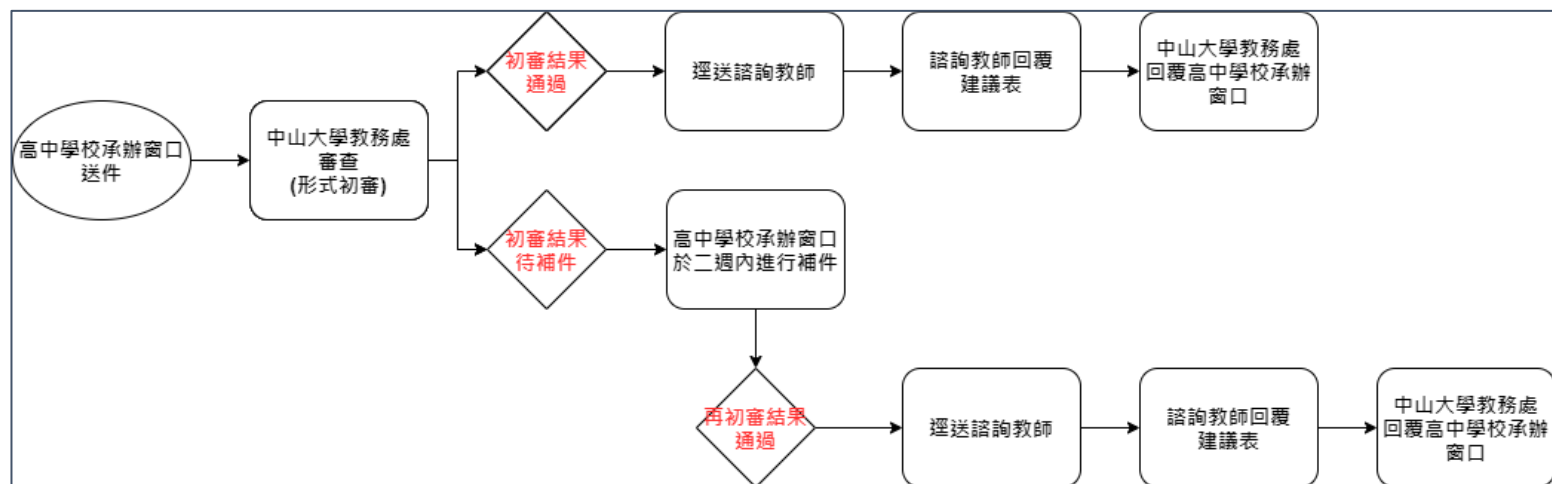 高中學校承辦窗口
送件
中山大學教務處
審查
(形式初審)
初審結果
通過
逕送諮詢教師
諮詢教師回覆
建議表
中山大學教務處
回覆高中學校承辦
窗口
初審結果
待補件
高中學校承辦窗口
於二週內進行補件
再初審結果
通過
逕送諮詢教師
諮詢教師回覆
建議表
中山大學教務處
回覆高中學校承辦
窗口